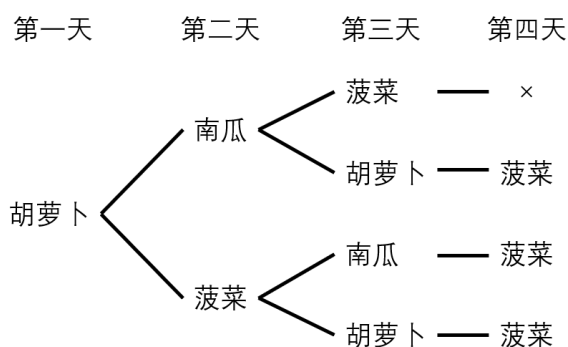 第一天 第二天 第三天 第四天
菠菜 ×
南瓜
胡萝卜 菠菜
胡萝卜
南瓜 菠菜
菠菜
胡萝卜 菠菜